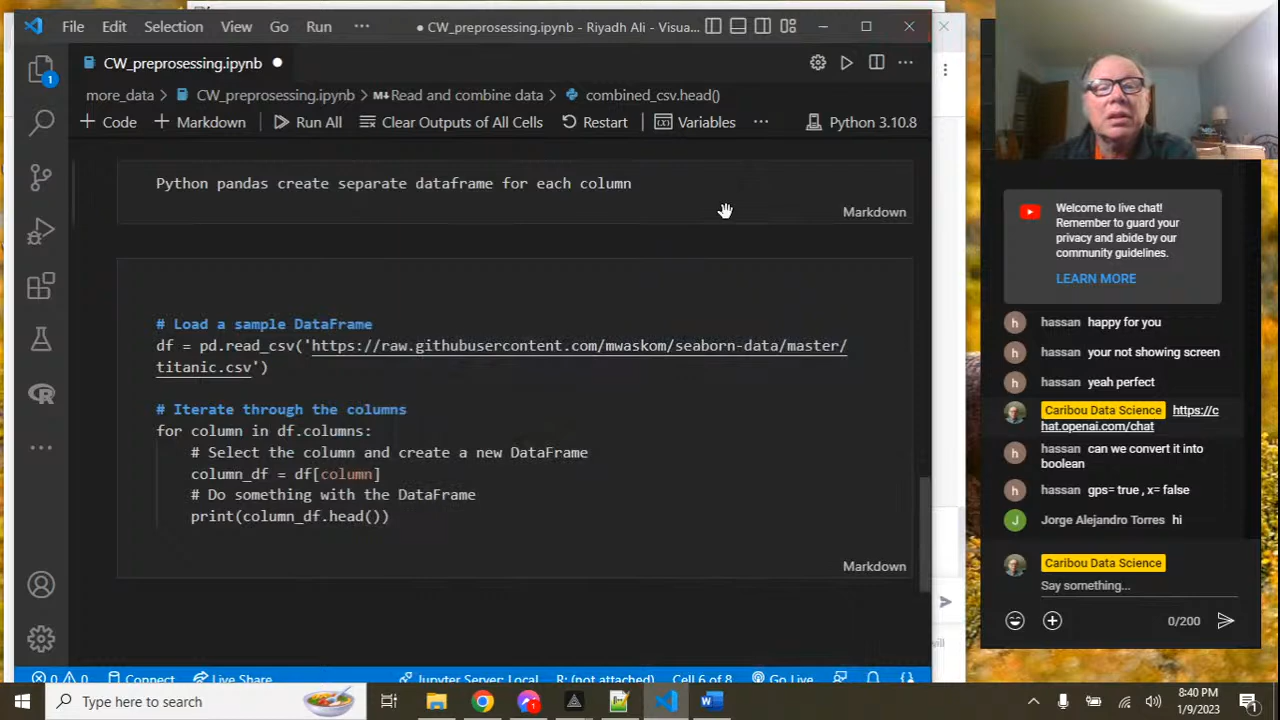 File Edit Selection View Go Run ···
● CW_preprosessing.ipynb - Riyadh Ali - Visua...
CW_preprosessing.ipynb ●
more_data > CW_preprosessing.ipynb > M↓Read and combine data > combined_csv.head()
+ Code + Markdown Run All Clear Outputs of All Cells Restart Variables ··· Python 3.10.8
Python pandas create separate dataframe for each column
Markdown
# Load a sample DataFrame
df = pd.read_csv('https://raw.githubusercontent.com/mwaskom/seaborn-data/master/
titanic.csv')
# Iterate through the columns
for column in df.columns:
# Select the column and create a new DataFrame
column_df = df[column]
# Do something with the DataFrame
print(column_df.head())
Markdown
1
R
0 0 Connect Live Share Jupyter Server: Local R: (not attached) Cell 6 of 8 Go Live
Welcome to live chat!
Remember to guard your
privacy and abide by our
community guidelines.
LEARN MORE
h hassan happy for you
h hassan your not showing screen
h hassan yeah perfect
Caribou Data Science https://c
hat.openai.com/chat
h hassan can we convert it into
boolean
h hassan gps= true , x= false
J Jorge Alejandro Torres hi
Caribou Data Science
Say something...
0/200
Type here to search
8:40 PM
1/9/2023
1